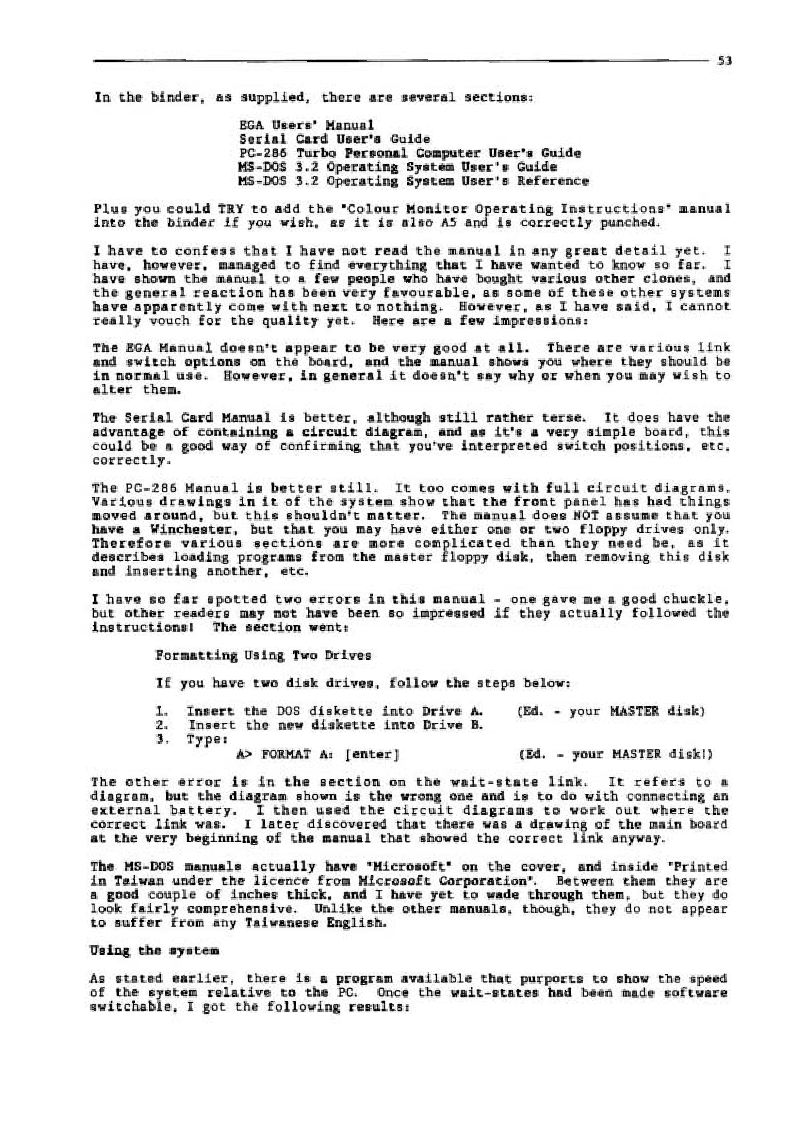 53
In the binder, as supplied, there are several sections:
EGA Users' Manual
Serial Card User's Guide
PC-286 Turbo Personal Computer User's Guide
MS-DOS 3.2 Operating System User's Guide
MS-DOS 3.2 Operating System User's Reference
Plus you could TRY to add the "Colour Monitor Operating Instructions" manual
into the binder if you wish, as it is also A5 and is correctly punched.
I have to confess that I have not read the manual in any great detail yet. I
have, however, managed to find everything that I have wanted to know so far. I
have shown the manual to a few people who have bought various other clones, and
the general reaction has been very favourable, as some of these other systems
have apparently come with next to nothing. However, as I have said, I cannot
really vouch for the quality yet. Here are a few impressions:
The EGA Manual doesn't appear to be very good at all. There are various link
and switch options on the board, and the manual shows you where they should be
in normal use. However, in general it doesn't say why or when you may wish to
alter them.
The Serial Card Manual is better, although still rather terse. It does have the
advantage of containing a circuit diagram, and as it's a very simple board, this
could be a good way of confirming that you've interpreted switch positions, etc.
correctly.
The PC-286 Manual is better still. It too comes with full circuit diagrams.
Various drawings in it of the system show that the front panel has had things
moved around, but this shouldn't matter. The manual does NOT assume that you
have a Winchester, but that you may have either one or two floppy drives only.
Therefore various sections are more complicated than they need be, as it
describes loading programs from the master floppy disk, then removing this disk
and inserting another, etc.
I have so far spotted two errors in this manual - one gave me a good chuckle,
but other readers may not have been so impressed if they actually followed the
instructions! The section went:
Formatting Using Two Drives
If you have two disk drives, follow the steps below:
1. Insert the DOS diskette into Drive A. (Ed. - your MASTER disk)
2. Insert the new diskette into Drive B.
3. Type:
A> FORMAT A: [enter] (Ed. - your MASTER disk!)
The other error is in the section on the wait-state link. It refers to a
diagram, but the diagram shown is the wrong one and is to do with connecting an
external battery. I then used the circuit diagrams to work out where the
correct link was. I later discovered that there was a drawing of the main board
at the very beginning of the manual that showed the correct link anyway.
The MS-DOS manuals actually have "Microsoft" on the cover, and inside "Printed
in Taiwan under the licence from Microsoft Corporation". Between them they are
a good couple of inches thick, and I have yet to wade through them, but they do
look fairly comprehensive. Unlike the other manuals, though, they do not appear
to suffer from any Taiwanese English.
Using the system
As stated earlier, there is a program available that purports to show the speed
of the system relative to the PC. Once the wait-states had been made software
switchable, I got the following results: